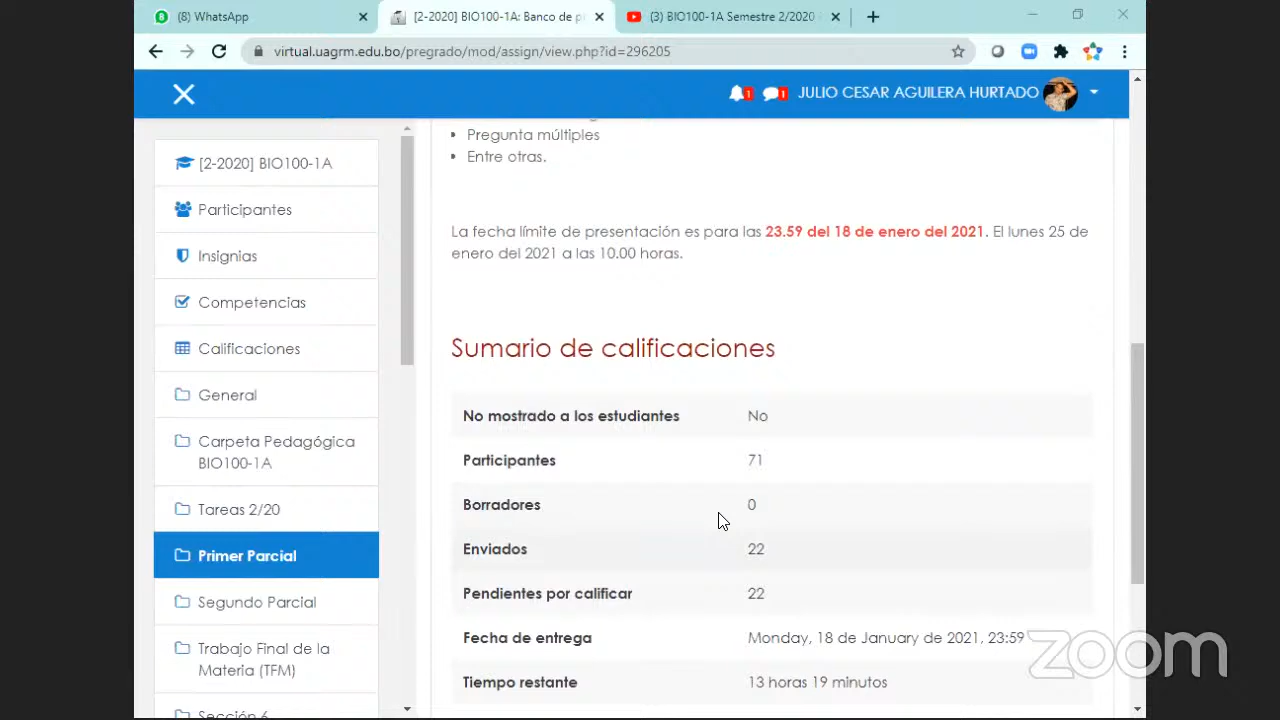 (8) WhatsApp
[2-2020] BIO100-1A: Banco de p
(3) BIO100-1A Semestre 2/2020
virtual.uagrm.edu.bo/pregrado/mod/assign/view.php?id=296205
1
1
JULIO CESAR AGUILERA HURTADO
[2-2020] BIO100-1A
Participantes
Insignias
Competencias
Calificaciones
General
Carpeta Pedagógica
BIO100-1A
Tareas 2/20
Primer Parcial
Segundo Parcial
Trabajo Final de la
Materia (TFM)
Sección 6
Pregunta múltiples
Entre otras.
La fecha límite de presentación es para las 23.59 del 18 de enero del 2021. El lunes 25 de
enero del 2021 a las 10.00 horas.
Sumario de calificaciones
No mostrado a los estudiantes No
Participantes 71
Borradores 0
Enviados 22
Pendientes por calificar 22
Fecha de entrega Monday, 18 de January de 2021, 23:59
Tiempo restante 13 horas 19 minutos
zoom